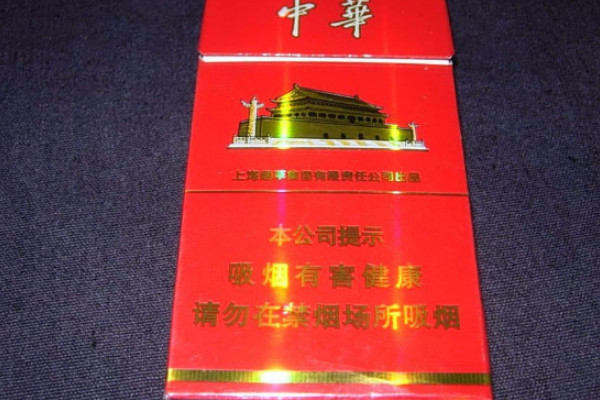 中華
上海烟草集团有限责任公司出品
本公司提示
吸烟有害健康
请勿在禁烟场所吸烟